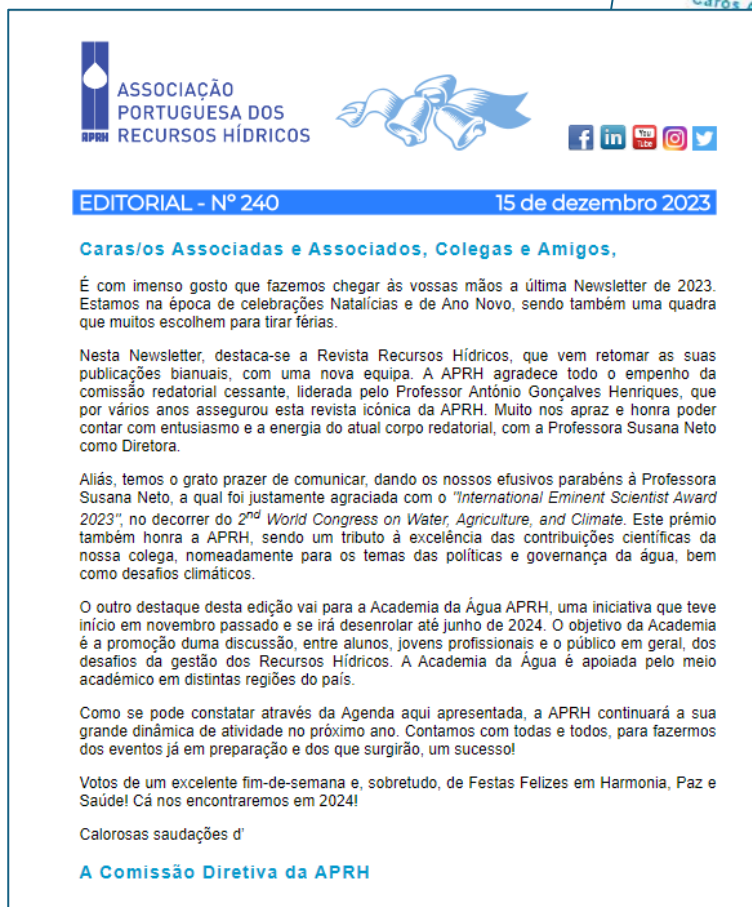 Caros
ASSOCIAÇÃO
PORTUGUESA DOS
APRH RECURSOS HÍDRICOS
You
Tube
EDITORIAL - Nº 240 15 de dezembro 2023
Caras/os Associadas e Associados, Colegas e Amigos,
É com imenso gosto que fazemos chegar às vossas mãos a última Newsletter de 2023.
Estamos na época de celebrações Natalícias e de Ano Novo, sendo também uma quadra
que muitos escolhem para tirar férias.
Nesta Newsletter, destaca-se a Revista Recursos Hídricos, que vem retomar as suas
publicações bianuais, com uma nova equipa. A APRH agradece todo o empenho da
comissão redatorial cessante, liderada pelo Professor António Gonçalves Henriques, que
por vários anos assegurou esta revista icónica da APRH. Muito nos apraz e honra poder
contar com entusiasmo e a energia do atual corpo redatorial, com a Professora Susana Neto
como Diretora.
Aliás, temos o grato prazer de comunicar, dando os nossos efusivos parabéns à Professora
Susana Neto, a qual foi justamente agraciada com o "International Eminent Scientist Award
2023", no decorrer do 2nd World Congress on Water, Agriculture, and Climate. Este prémio
também honra a APRH, sendo um tributo à excelência das contribuições científicas da
nossa colega, nomeadamente para os temas das políticas e governança da água, bem
como desafios climáticos.
O outro destaque desta edição vai para a Academia da Água APRH, uma iniciativa que teve
início em novembro passado e se irá desenrolar até junho de 2024. O objetivo da Academia
é a promoção duma discussão, entre alunos, jovens profissionais e o público em geral, dos
desafios da gestão dos Recursos Hídricos. A Academia da Água é apoiada pelo meio
académico em distintas regiões do país.
Como se pode constatar através da Agenda aqui apresentada, a APRH continuará a sua
grande dinâmica de atividade no próximo ano. Contamos com todas e todos, para fazermos
dos eventos já em preparação e dos que surgirão, um sucesso!
Votos de um excelente fim-de-semana e, sobretudo, de Festas Felizes em Harmonia, Paz e
Saúde! Cá nos encontraremos em 2024!
Calorosas saudações d'
A Comissão Diretiva da APRH